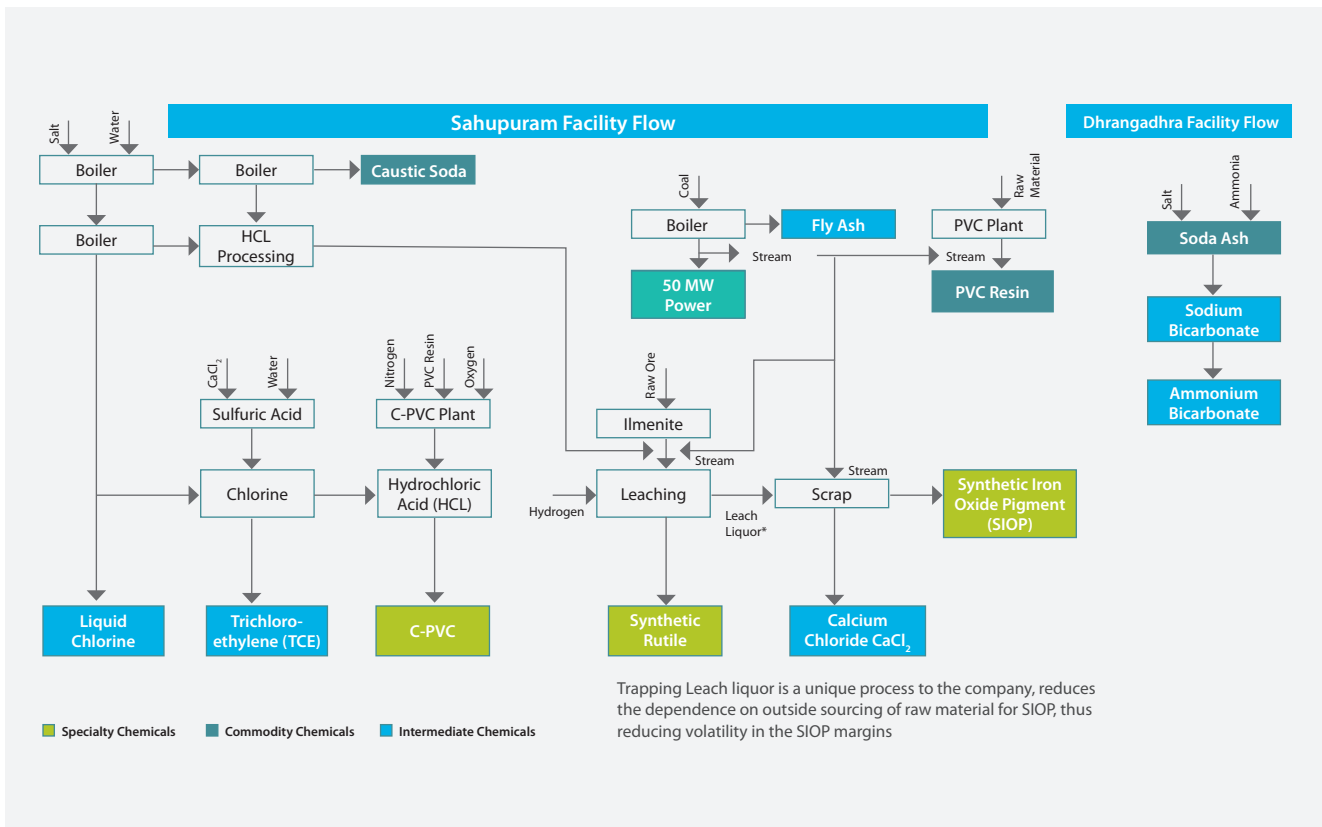 Sahupuram Facility Flow
Dhrangadhra Facility Flow
Salt
Water
Boiler
Boiler
Caustic Soda
Boiler
HCL
Processing
Coal
Boiler
Fly Ash
Stream
50 MW
Power
Raw
Material
PVC Plant
Stream
PVC Resin
Salt
Ammonia
Soda Ash
Sodium
Bicarbonate
Ammonium
Bicarbonate
CaCl₂
Water
Sulfuric Acid
Nitrogen
PVC Resin
Oxygen
C-PVC Plant
Raw Ore
Ilmenite
Stream
Chlorine
Hydrochloric
Acid (HCL)
Hydrogen
Leaching
Leach
Liquor*
Stream
Scrap
Synthetic Iron
Oxide Pigment
(SIOP)
Liquid
Chlorine
Trichloro-
ethylene (TCE)
C-PVC
Synthetic
Rutile
Calcium
Chloride CaCl₂
Trapping Leach liquor is a unique process to the company, reduces
the dependence on outside sourcing of raw material for SIOP, thus
reducing volatility in the SIOP margins
Specialty Chemicals
Commodity Chemicals
Intermediate Chemicals